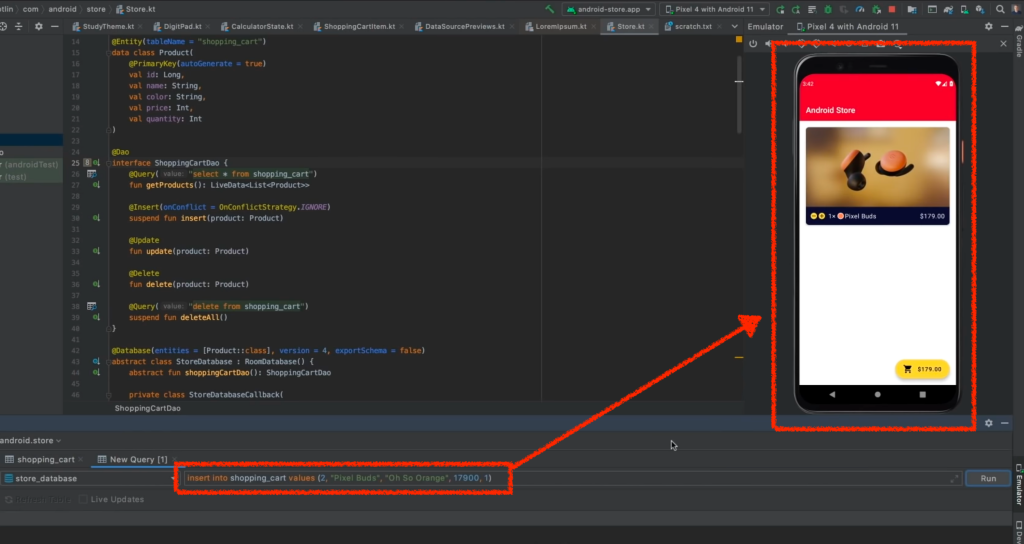 otlin › com › android › store › Store.kt
android-store.app
Pixel 4 with Android 11
StudyTheme.kt
DigitPad.kt
CalculatorState.kt
ShoppingCartItem.kt
DataSourcePreviews.kt
LoremIpsum.kt
Store.kt
scratch.txt
Emulator
Pixel 4 with Android 11
Gradle
(androidTest)
(test)
14 @Entity(tableName = "shopping_cart")
15 data class Product(
16 @PrimaryKey(autoGenerate = true)
17 val id: Long,
18 val name: String,
19 val color: String,
20 val price: Int,
21 val quantity: Int
22 )
23
24 @Dao
25 interface ShoppingCartDao {
26 @Query( value: "select * from shopping_cart")
27 fun getProducts(): LiveData<List<Product>>
28
29 @Insert(onConflict = OnConflictStrategy.IGNORE)
30 suspend fun insert(product: Product)
31
32 @Update
33 fun update(product: Product)
34
35 @Delete
36 fun delete(product: Product)
37
38 @Query( value: "delete from shopping_cart")
39 suspend fun deleteAll()
40 }
41
42 @Database(entities = [Product::class], version = 4, exportSchema = false)
43 abstract class StoreDatabase : RoomDatabase() {
44 abstract fun shoppingCartDao(): ShoppingCartDao
45
46 private class StoreDatabaseCallback(
ShoppingCartDao
3:42
Android Store
1× Pixel Buds $179.00
$179.00
android.store
shopping_cart
New Query [1]
store_database
insert into shopping_cart values (2, "Pixel Buds", "Oh So Orange", 17900, 1)
Run
Refresh Table
Live Updates
Emulator